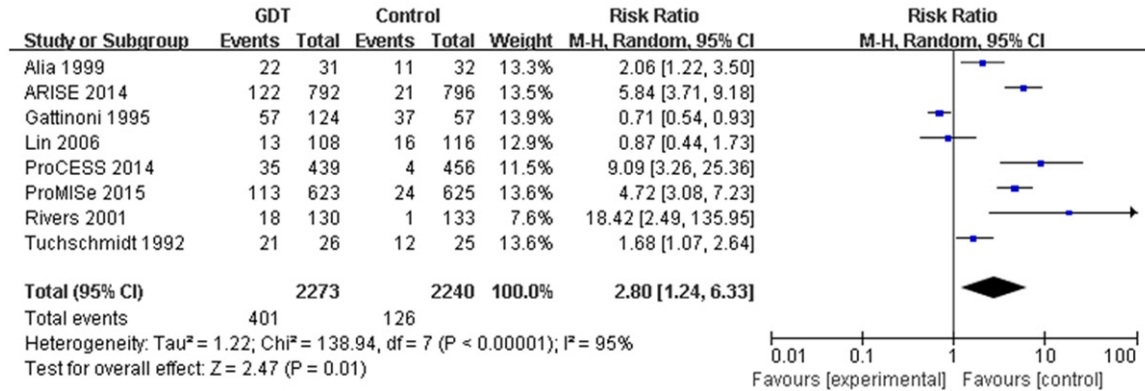 GDT Control Risk Ratio Risk Ratio
Study or Subgroup Events Total Events Total Weight M-H, Random, 95% CI M-H, Random, 95% CI
Alia 1999 22 31 11 32 13.3% 2.06 [1.22, 3.50]
ARISE 2014 122 792 21 796 13.5% 5.84 [3.71, 9.18]
Gattinoni 1995 57 124 37 57 13.9% 0.71 [0.54, 0.93]
Lin 2006 13 108 16 116 12.9% 0.87 [0.44, 1.73]
ProCESS 2014 35 439 4 456 11.5% 9.09 [3.26, 25.36]
ProMISe 2015 113 623 24 625 13.6% 4.72 [3.08, 7.23]
Rivers 2001 18 130 1 133 7.6% 18.42 [2.49, 135.95]
Tuchschmidt 1992 21 26 12 25 13.6% 1.68 [1.07, 2.64]
Total (95% CI) 2273 2240 100.0% 2.80 [1.24, 6.33]
Total events 401 126
Heterogeneity: Tau² = 1.22; Chi² = 138.94, df = 7 (P < 0.00001); I² = 95%
Test for overall effect: Z = 2.47 (P = 0.01)
0.01 0.1 1 10 100
Favours [experimental] Favours [control]